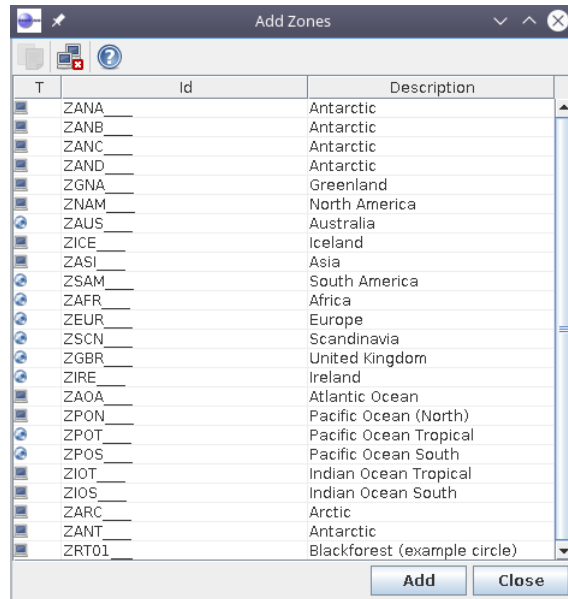 Add Zones
T Id Description
ZANA___ Antarctic
ZANB___ Antarctic
ZANC___ Antarctic
ZAND___ Antarctic
ZGNA___ Greenland
ZNAM___ North America
ZAUS___ Australia
ZICE___ Iceland
ZASI___ Asia
ZSAM___ South America
ZAFR___ Africa
ZEUR___ Europe
ZSCN___ Scandinavia
ZGBR___ United Kingdom
ZIRE___ Ireland
ZAOA___ Atlantic Ocean
ZPON___ Pacific Ocean (North)
ZPOT___ Pacific Ocean Tropical
ZPOS___ Pacific Ocean South
ZIOT___ Indian Ocean Tropical
ZIOS___ Indian Ocean South
ZARC___ Arctic
ZANT___ Antarctic
ZRT01__ Blackforest (example circle)
Add Close